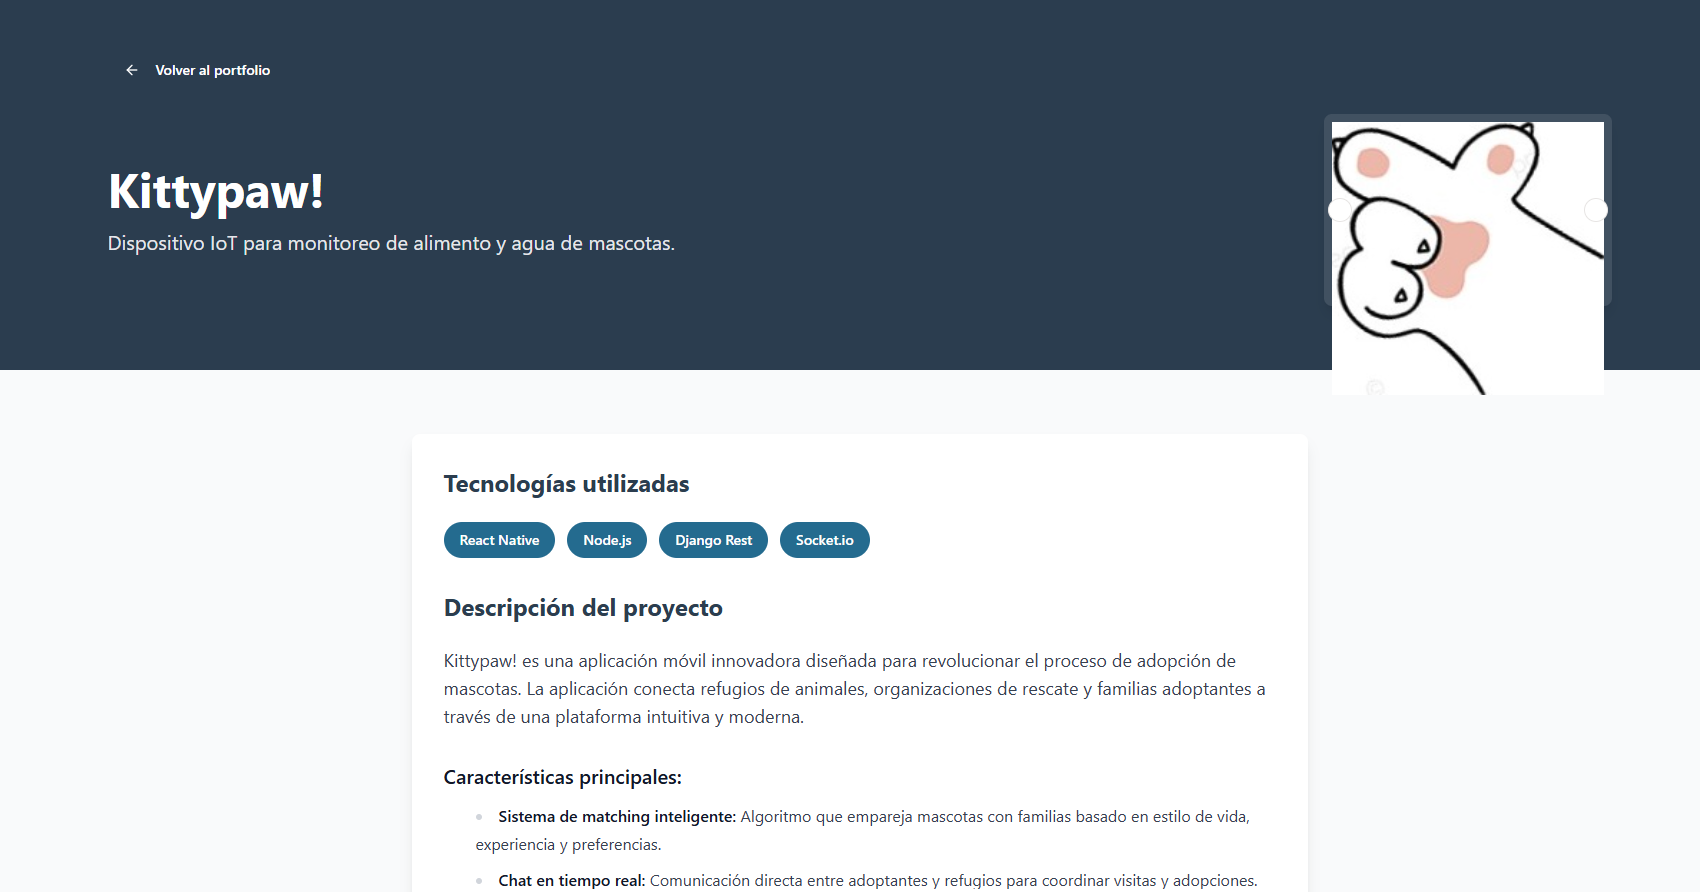 Volver al portfolio
Kittypaw!
Dispositivo IoT para monitoreo de alimento y agua de mascotas.
Tecnologías utilizadas
React Native Node.js Django Rest Socket.io
Descripción del proyecto
Kittypaw! es una aplicación móvil innovadora diseñada para revolucionar el proceso de adopción de
mascotas. La aplicación conecta refugios de animales, organizaciones de rescate y familias adoptantes a
través de una plataforma intuitiva y moderna.
Características principales:
Sistema de matching inteligente: Algoritmo que empareja mascotas con familias basado en estilo de vida,
experiencia y preferencias.
Chat en tiempo real: Comunicación directa entre adoptantes y refugios para coordinar visitas y adopciones.